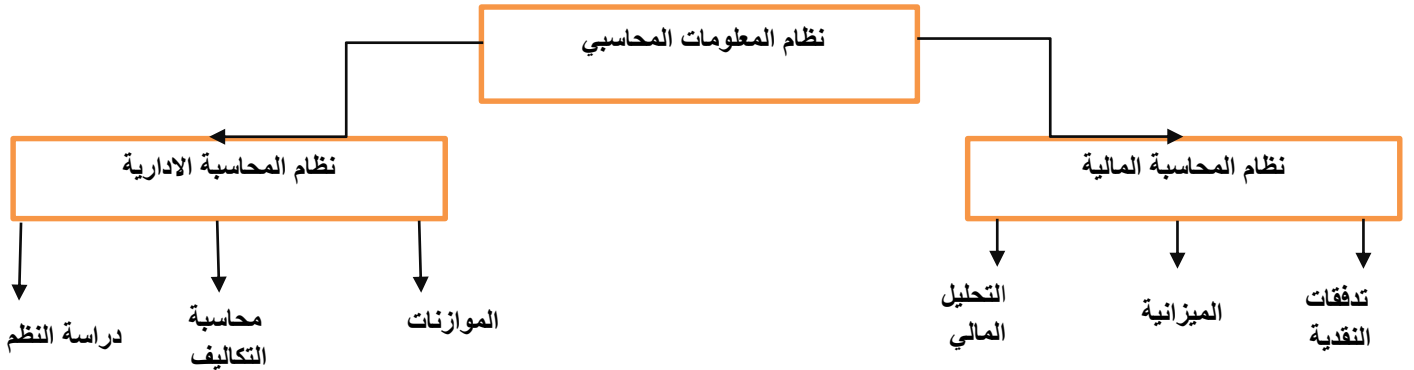 نظام المعلومات المحاسبي
نظام المحاسبة المالية
نظام المحاسبة الادارية
تدفقات
النقدية
الميزانية
التحليل
المالي
الموازنات
محاسبة
التكاليف
دراسة النظم